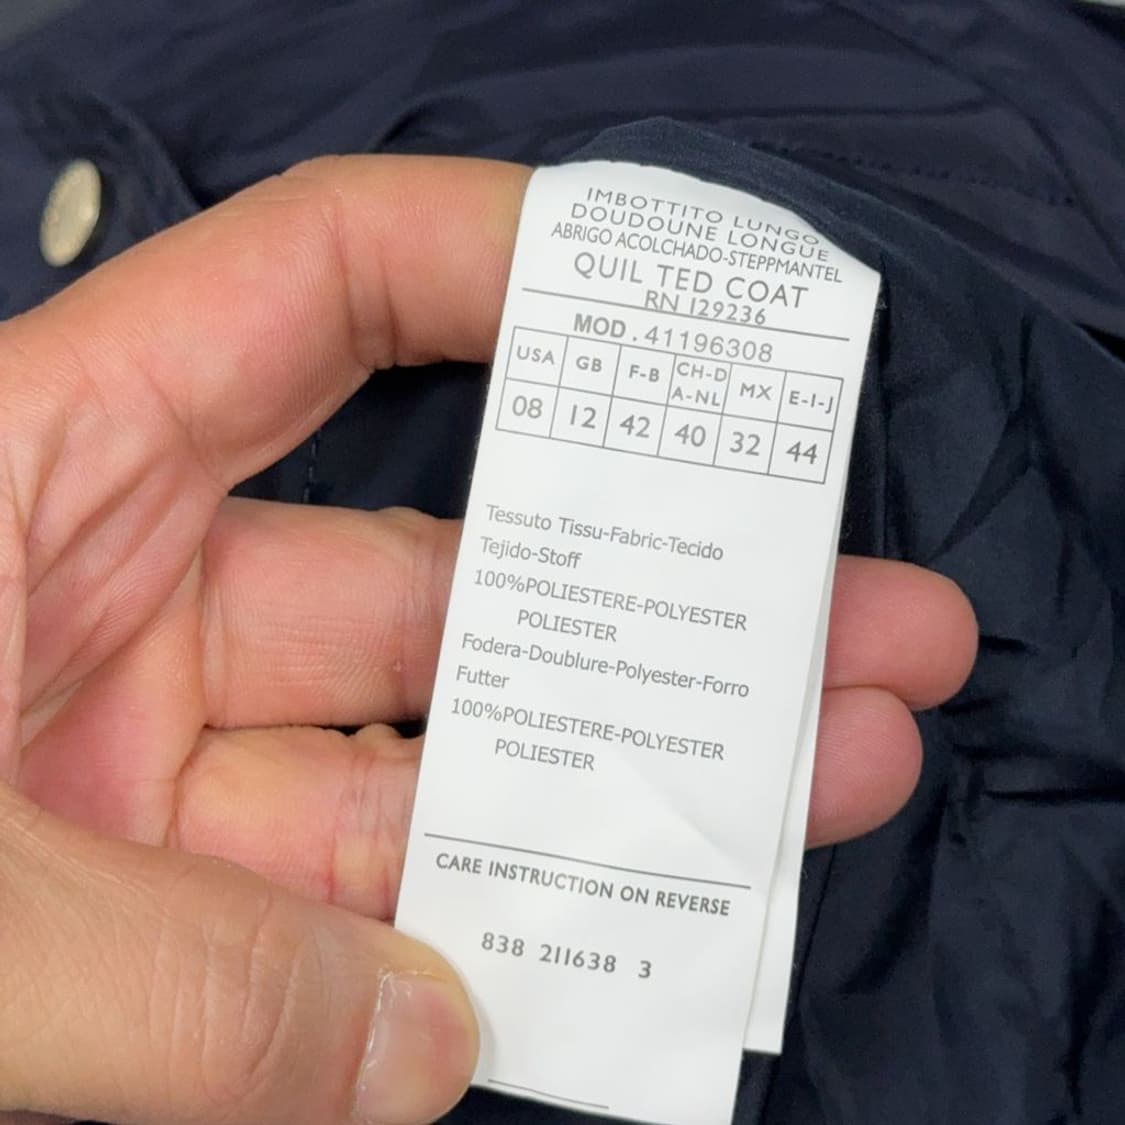 IMBOTTITO LUNGO
DOUDOUNE LONGUE
ABRIGO ACOLCHADO-STEPPMANTEL
QUIL TED COAT
RN 129236
MOD.41196308
USA GB F-B CH-D A-NL MX E-I-J
08 12 42 40 32 44
Tessuto Tissu-Fabric-Tecido
Tejido-Stoff
100%POLIESTERE-POLYESTER
POLIESTER
Fodera-Doublure-Polyester-Forro
Futter
100%POLIESTERE-POLYESTER
POLIESTER
CARE INSTRUCTION ON REVERSE
838 211638 3